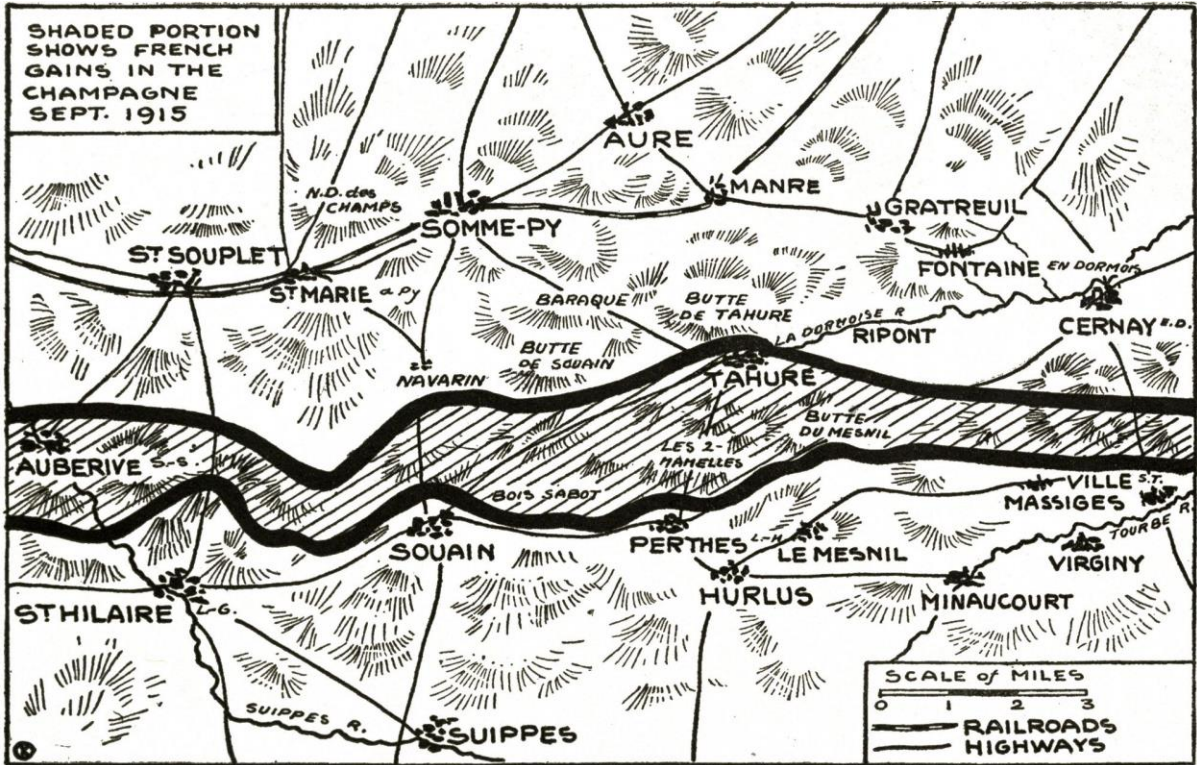 SHADED PORTION
SHOWS FRENCH
GAINS IN THE
CHAMPAGNE
SEPT. 1915
AURE
MANRE
N.D. des
CHAMPS
SOMME-PY
GRATREUIL
ST SOUPLET
ST MARIE a Py
FONTAINE EN DORMOIS
BARAQUE
BUTTE
DE TAHURE
LA DORMOISE R.
RIPONT
CERNAY E.D.
BUTTE
DE SOUAIN
NAVARIN
TAHURE
BUTTE
DU MESNIL
AUBERIVE S.-S.
LES 2-
MAMELLES
BOIS SABOT
VILLE S.T.
MASSIGES
TOURBE R.
SOUAIN
PERTHES L-H
LE MESNIL
VIRGINY
ST HILAIRE L-G.
HURLUS
MINAUCOURT
SUIPPES R.
SUIPPES
SCALE of MILES
0 1 2 3
RAILROADS
HIGHWAYS